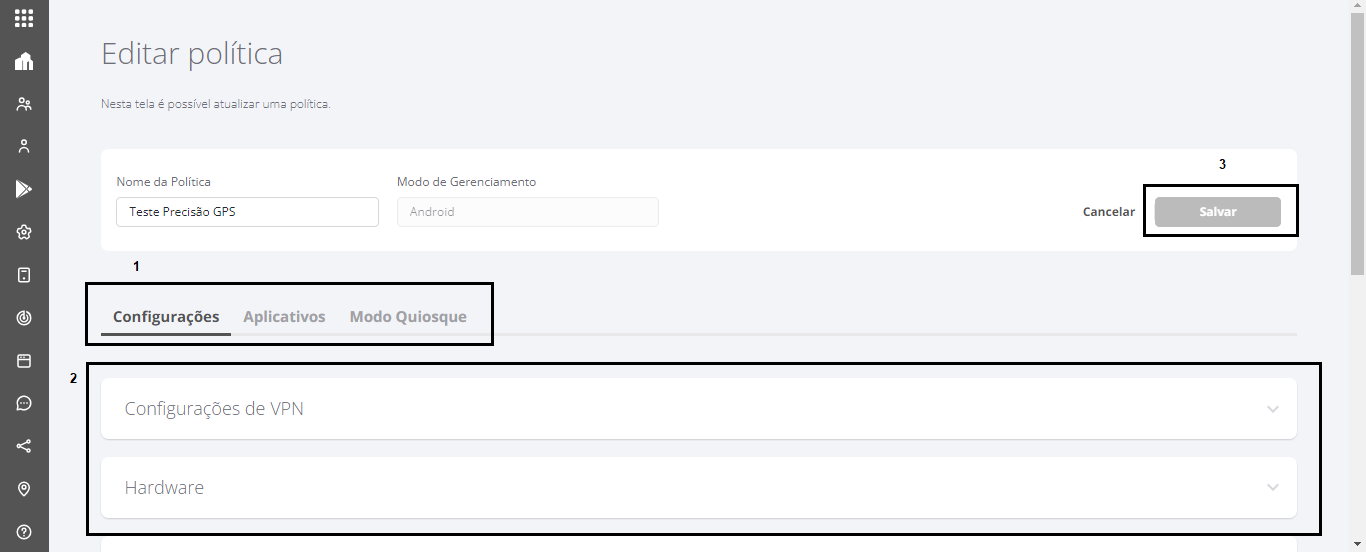 Editar política
Nesta tela é possível atualizar uma política.
3
Nome da Política
Modo de Gerenciamento
Teste Precisão GPS
Android
Cancelar
Salvar
1
Configurações
Aplicativos
Modo Quiosque
2
Configurações de VPN
Hardware